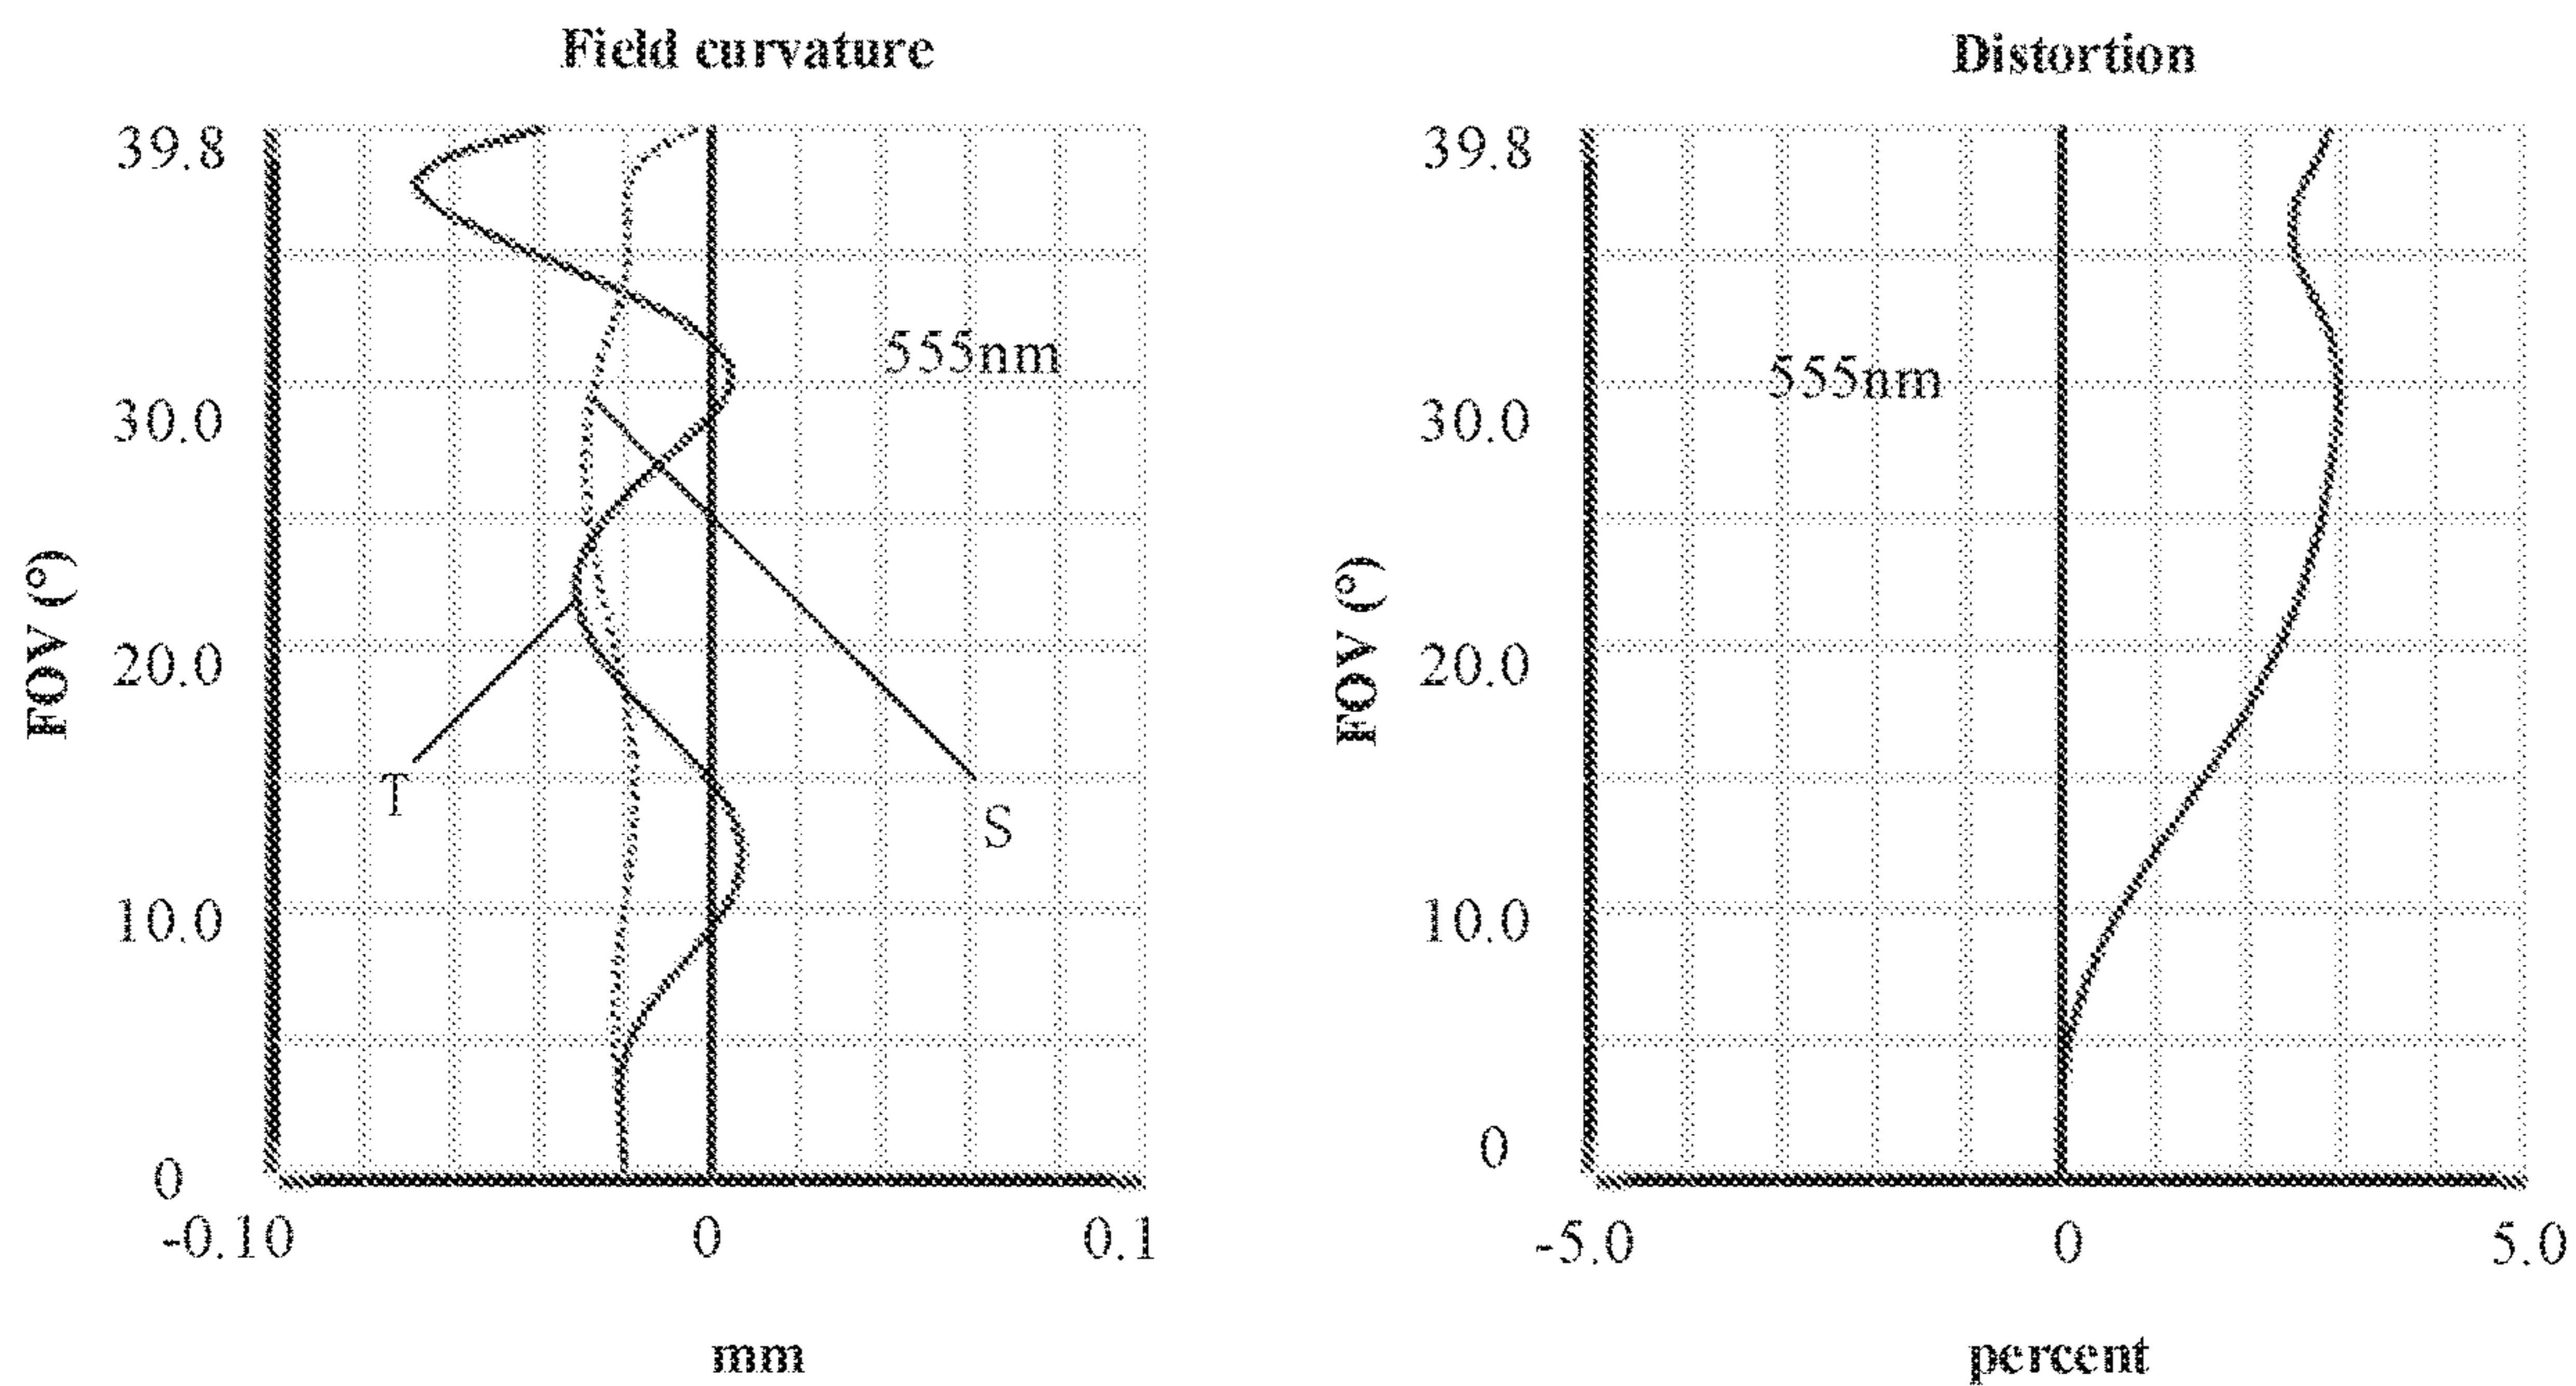 Field curvature
39.8
30.0
20.0
10.0
0
FOV (°)
555nm
T
S
-0.10 0 0.1
mm
Distortion
39.8
30.0
20.0
10.0
0
FOV (°)
555nm
-5.0 0 5.0
percent